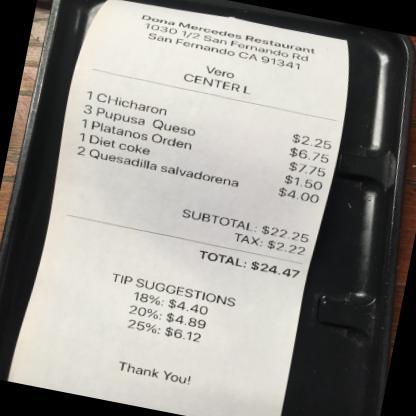 Dona Mercedes Restaurant
1030 1/2 San Fernando Rd
San Fernando CA 91341
Vero
CENTER L
1 CHicharon $2.25
3 Pupusa Queso $6.75
1 Platanos Orden $7.75
1 Diet coke $1.50
2 Quesadilla salvadorena $4.00
SUBTOTAL: $22.25
TAX: $2.22
TOTAL: $24.47
TIP SUGGESTIONS
18%: $4.40
20%: $4.89
25%: $6.12
Thank You!